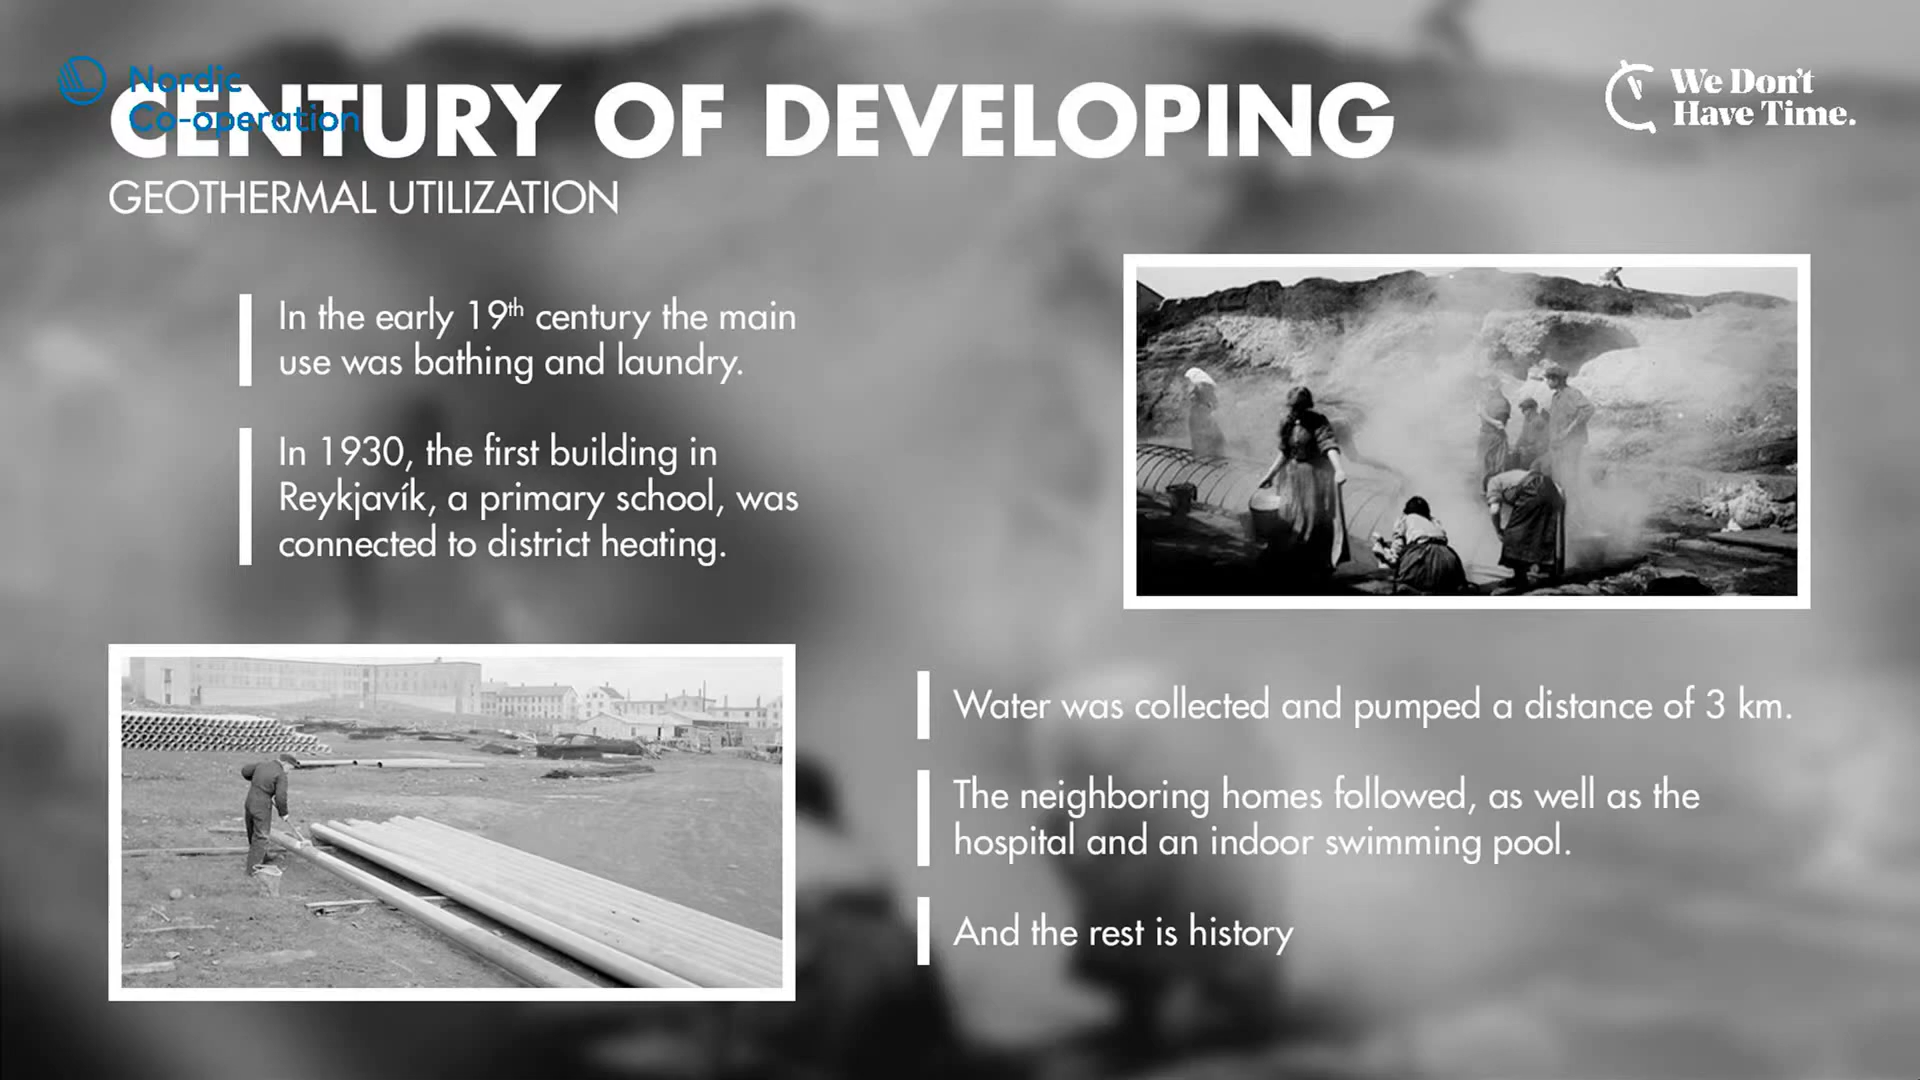 Nordic
Co-operation
CENTURY OF DEVELOPING
GEOTHERMAL UTILIZATION
We Don't
Have Time.
In the early 19th century the main
use was bathing and laundry.
In 1930, the first building in
Reykjavík, a primary school, was
connected to district heating.
Water was collected and pumped a distance of 3 km.
The neighboring homes followed, as well as the
hospital and an indoor swimming pool.
And the rest is history